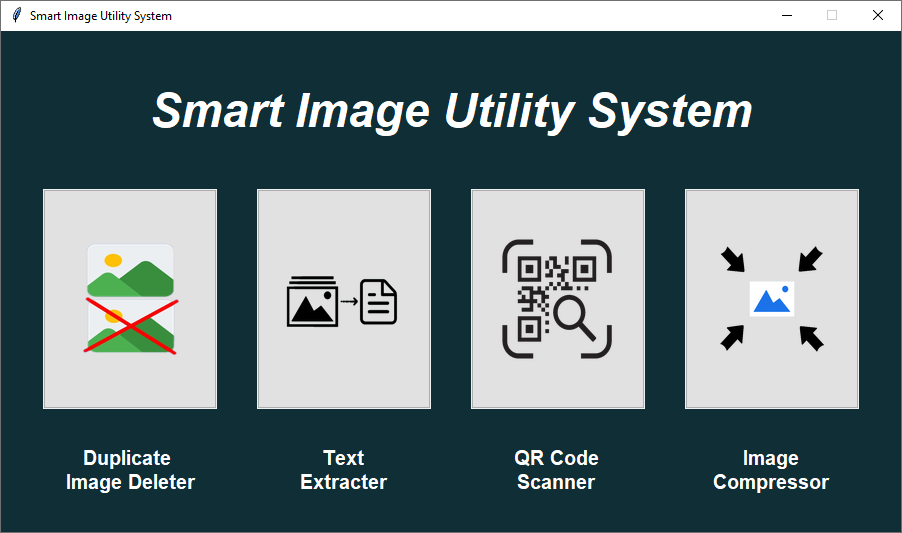 Smart Image Utility System
Smart Image Utility System
Duplicate
Image Deleter
Text
Extracter
QR Code
Scanner
Image
Compressor